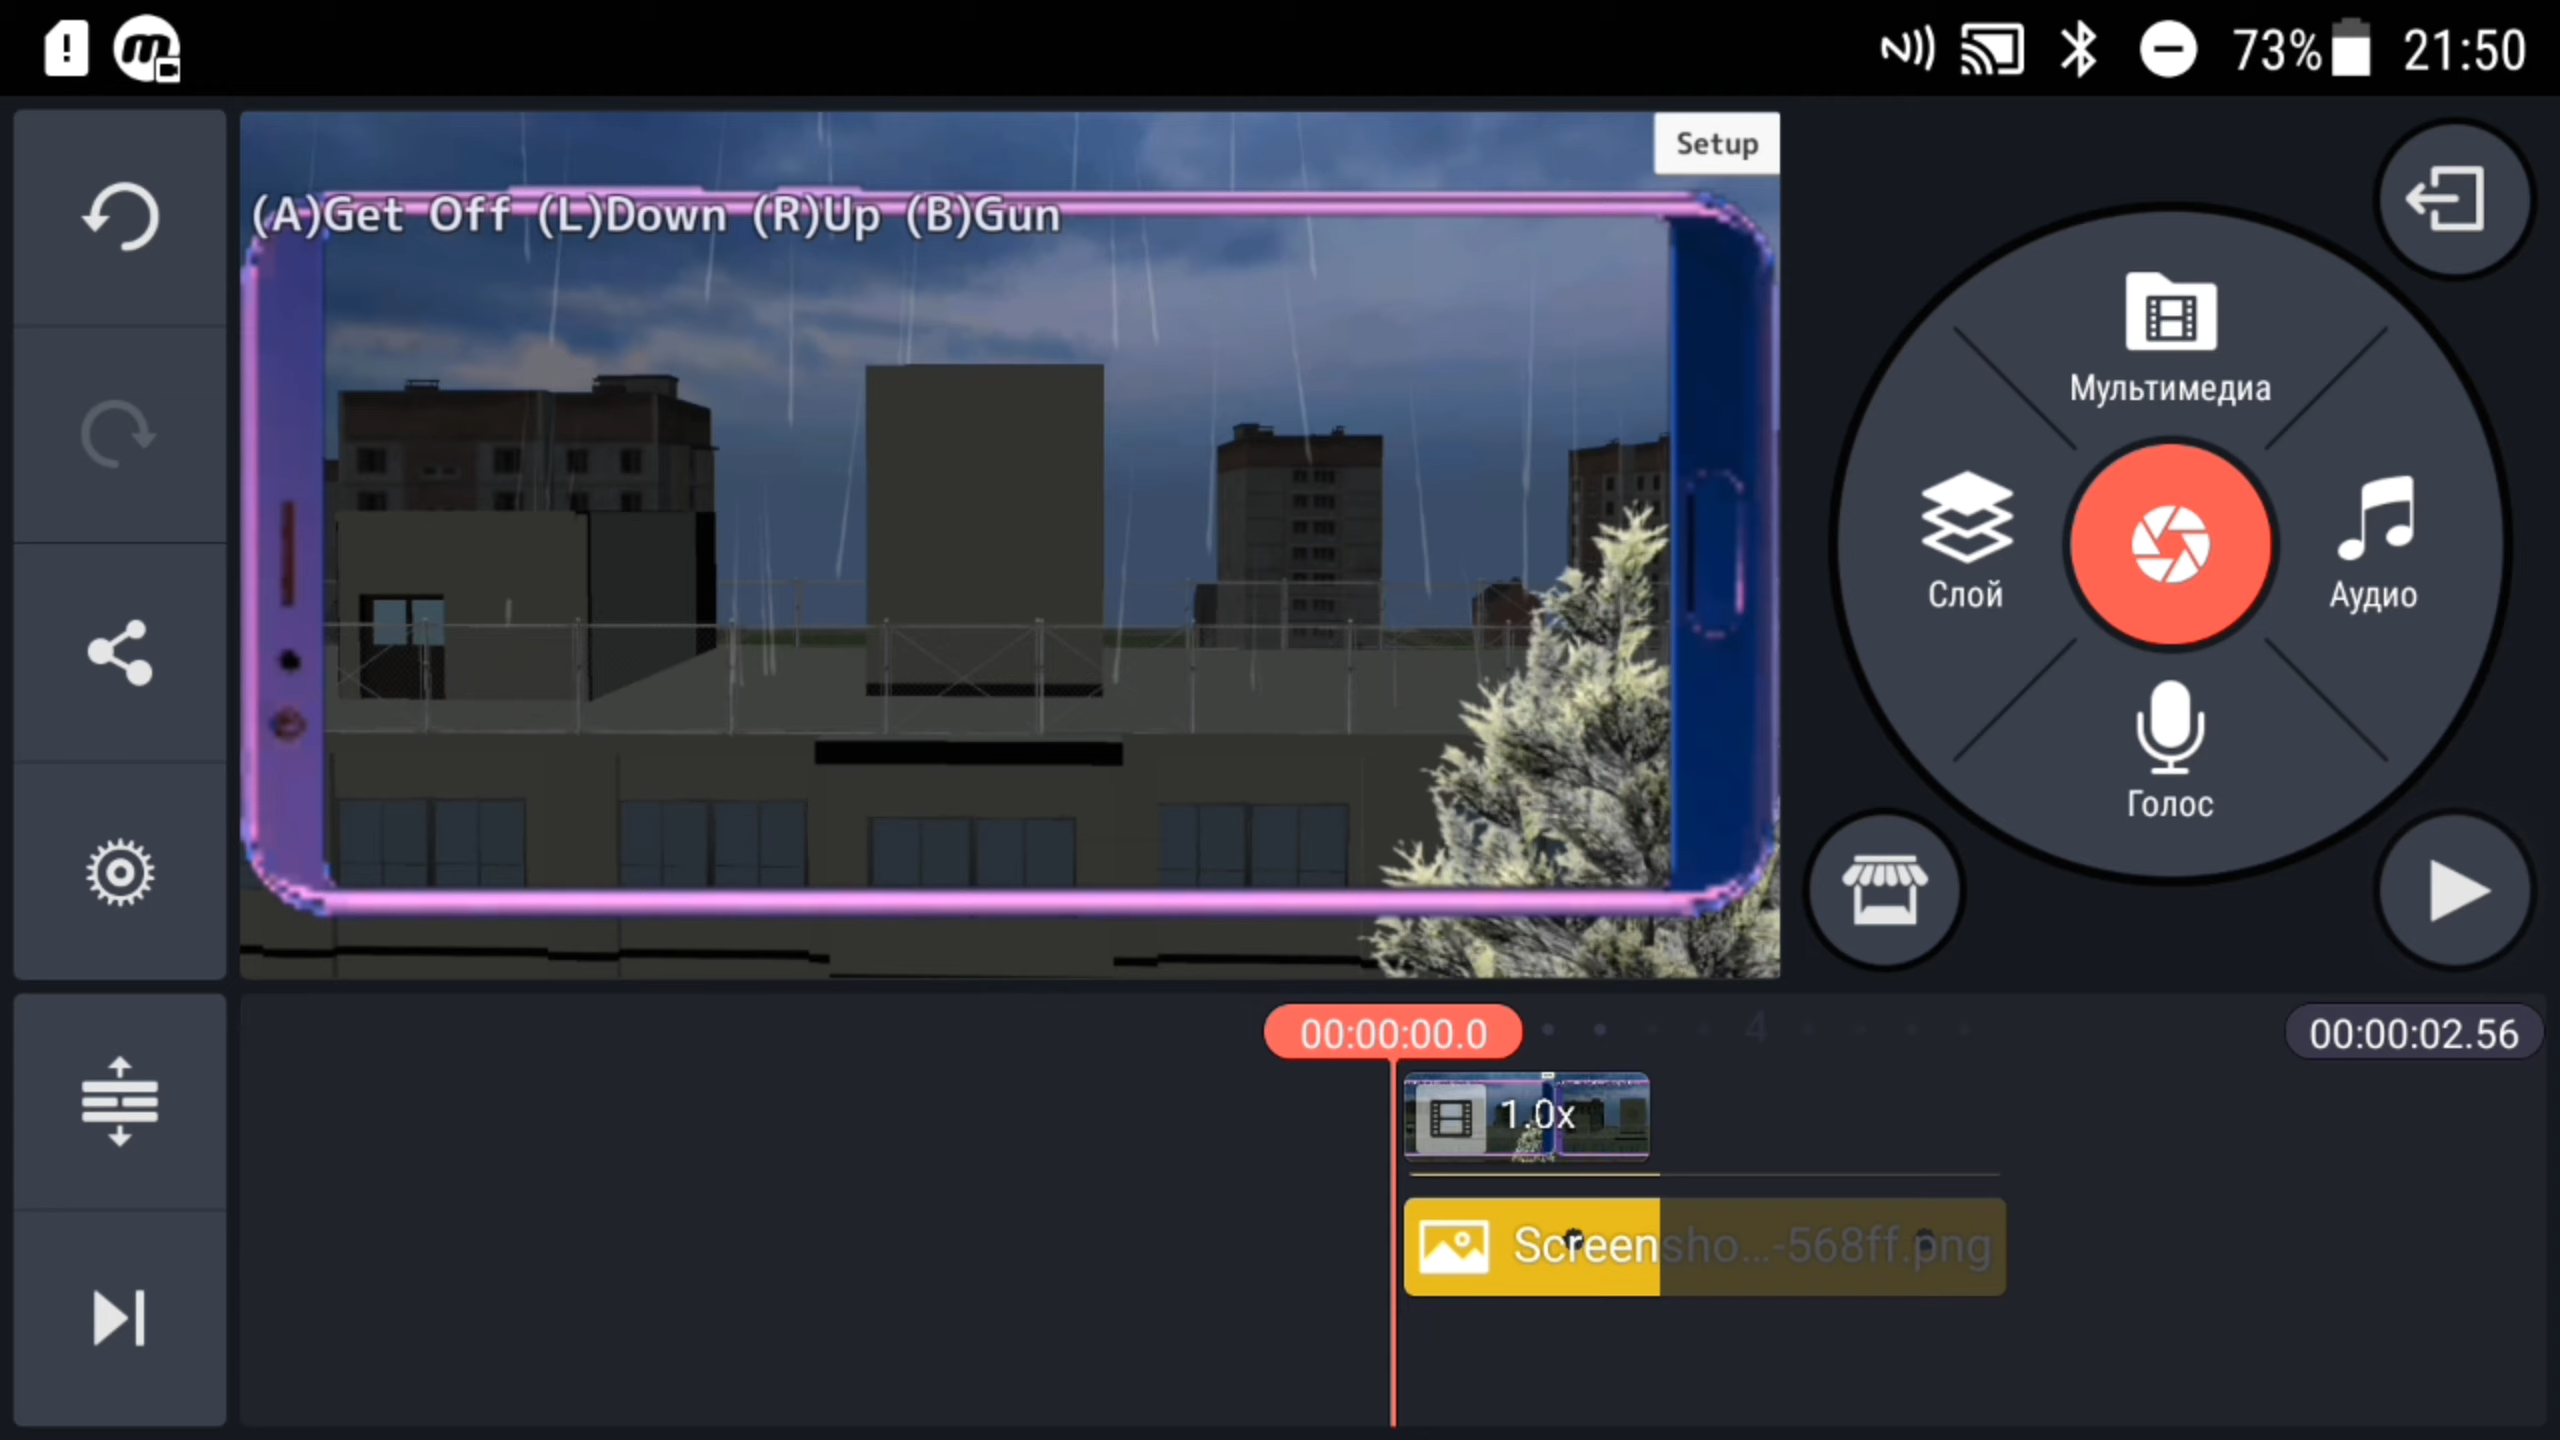 73% 21:50
Setup
(A)Get Off (L)Down (R)Up (B)Gun
Мультимедиа
Слой
Аудио
Голос
00:00:00.0
4
00:00:02.56
1.0x
Screensho...-568ff.png